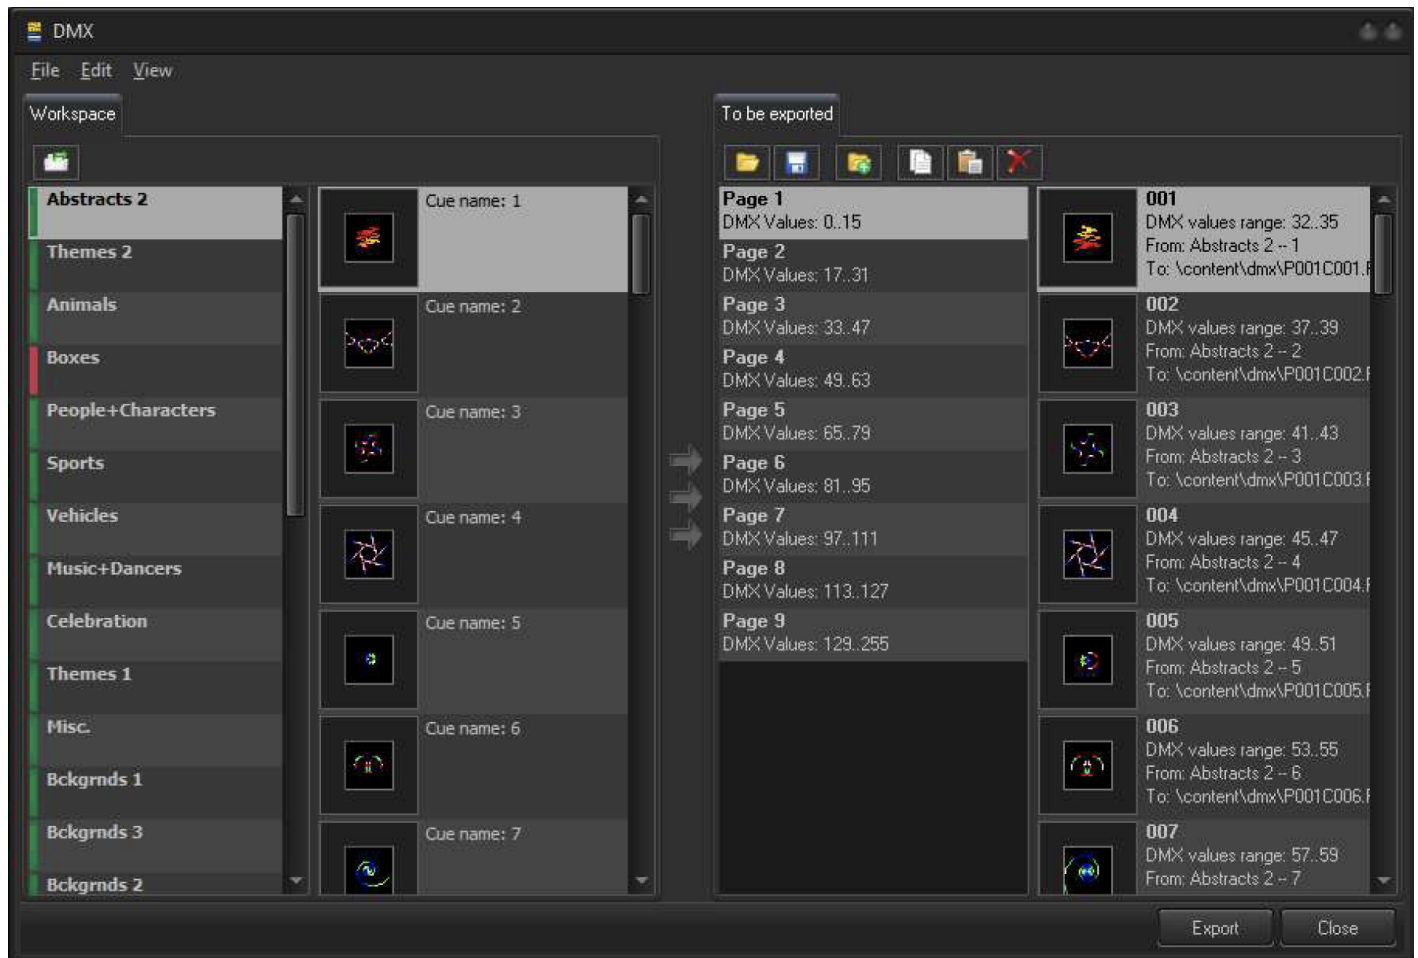 DMX
File Edit View
Workspace
Abstracts 2
Themes 2
Animals
Boxes
People+Characters
Sports
Vehicles
Music+Dancers
Celebration
Themes 1
Misc.
Bckgrnds 1
Bckgrnds 3
Bckgrnds 2
Cue name: 1
Cue name: 2
Cue name: 3
Cue name: 4
Cue name: 5
Cue name: 6
Cue name: 7
To be exported
Page 1
DMX Values: 0..15
Page 2
DMX Values: 17..31
Page 3
DMX Values: 33..47
Page 4
DMX Values: 49..63
Page 5
DMX Values: 65..79
Page 6
DMX Values: 81..95
Page 7
DMX Values: 97..111
Page 8
DMX Values: 113..127
Page 9
DMX Values: 129..255
001
DMX values range: 32..35
From: Abstracts 2 -- 1
To: \content\dmx\P001C001.F
002
DMX values range: 37..39
From: Abstracts 2 -- 2
To: \content\dmx\P001C002.F
003
DMX values range: 41..43
From: Abstracts 2 -- 3
To: \content\dmx\P001C003.F
004
DMX values range: 45..47
From: Abstracts 2 -- 4
To: \content\dmx\P001C004.F
005
DMX values range: 49..51
From: Abstracts 2 -- 5
To: \content\dmx\P001C005.F
006
DMX values range: 53..55
From: Abstracts 2 -- 6
To: \content\dmx\P001C006.F
007
DMX values range: 57..59
From: Abstracts 2 -- 7
Export
Close